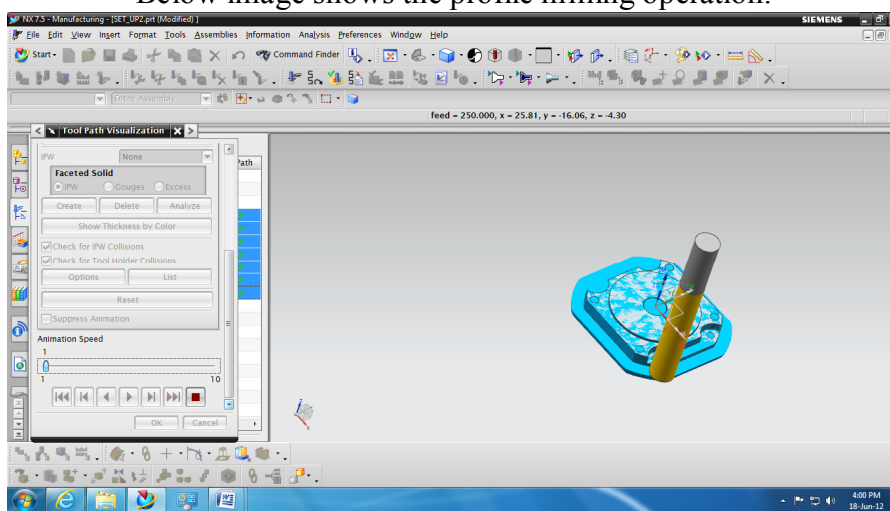 Below image shows the profile milling operation.
NX 7.5 - Manufacturing - [SET_UP2.prt (Modified) ]
SIEMENS
File Edit View Insert Format Tools Assemblies Information Analysis Preferences Window Help
Start
Command Finder
Entire Assembly
feed = 250.000, x = 25.81, y = -16.06, z = -4.30
Tool Path Visualization
IPW None
Path
Faceted Solid
IPW Gouges Excess
Create Delete Analyze
Show Thickness by Color
Check for IPW Collisions
Check for Tool Holder Collisions
Options List
Reset
Suppress Animation
Animation Speed
1
1 10
OK Cancel
4:00 PM
18-Jun-12